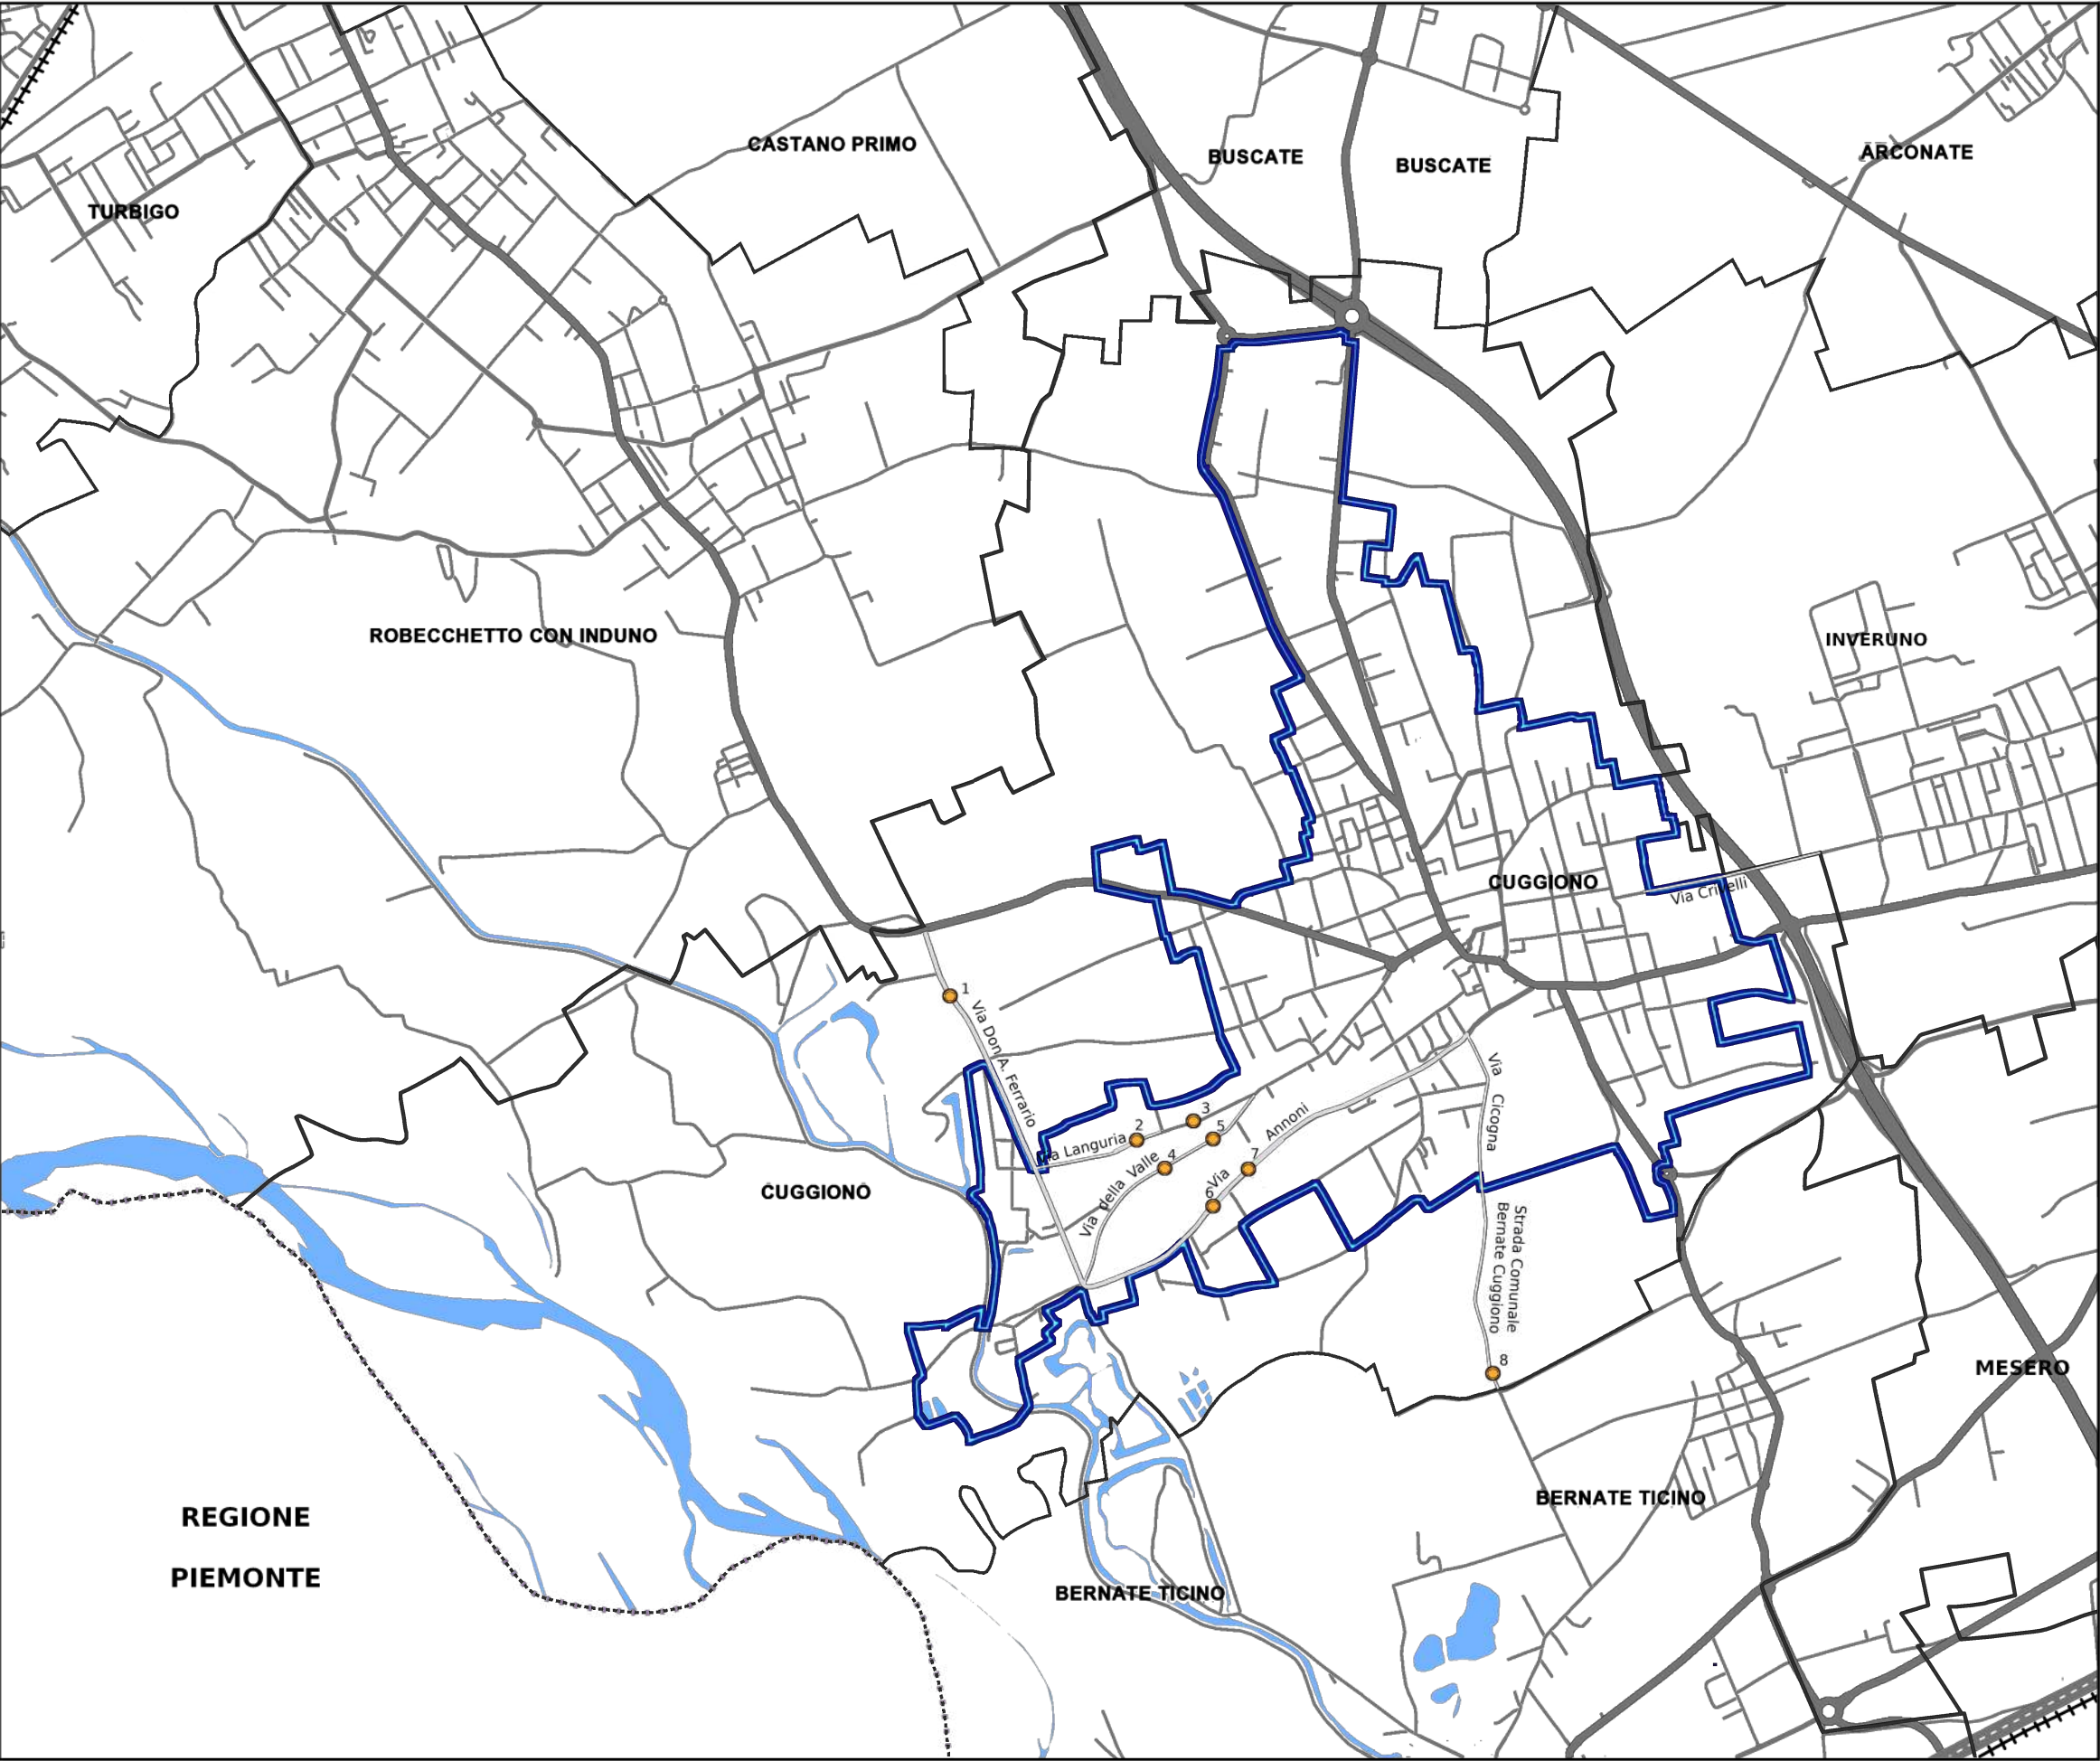 CASTANO PRIMO
BUSCATE
BUSCATE
ARCONATE
TURBIGO
ROBECCHETTO CON INDUNO
INVERUNO
CUGGIONO
Via Crivelli
1
Via Don A. Ferrario
Via Cicogna
3
2
Via Languria
5
Annoni
4
Via della Valle
7
Via
6
CUGGIONO
Strada Comunale
Bernate Cuggiono
8
MESERO
BERNATE TICINO
REGIONE
PIEMONTE
BERNATE TICINO